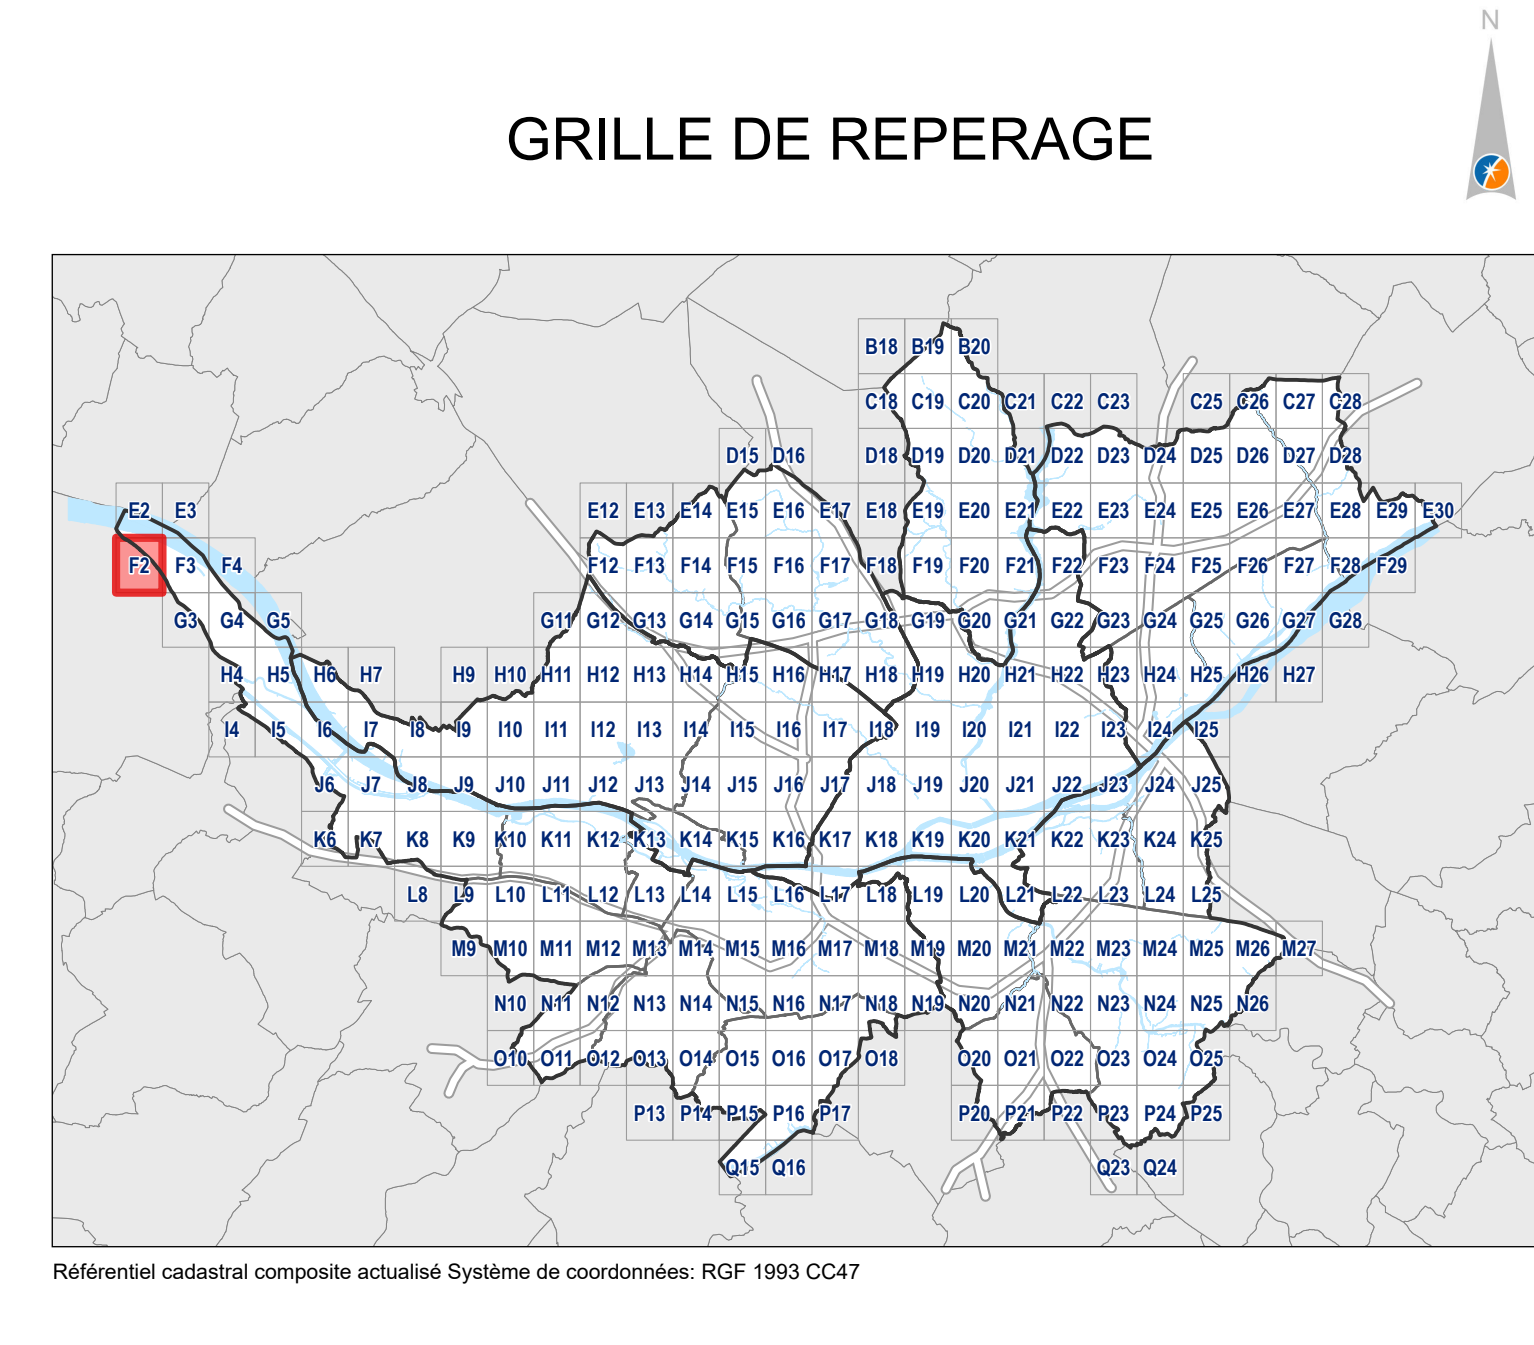 N
GRILLE DE REPERAGE
B18 B19 B20
C18 C19 C20 C21 C22 C23 C25 C26 C27 C28
D15 D16 D18 D19 D20 D21 D22 D23 D24 D25 D26 D27 D28
E2 E3 E12 E13 E14 E15 E16 E17 E18 E19 E20 E21 E22 E23 E24 E25 E26 E27 E28 E29 E30
F2 F3 F4 F12 F13 F14 F15 F16 F17 F18 F19 F20 F21 F22 F23 F24 F25 F26 F27 F28 F29
G3 G4 G5 G11 G12 G13 G14 G15 G16 G17 G18 G19 G20 G21 G22 G23 G24 G25 G26 G27 G28
H4 H5 H6 H7 H9 H10 H11 H12 H13 H14 H15 H16 H17 H18 H19 H20 H21 H22 H23 H24 H25 H26 H27
I4 I5 I6 I7 I8 I9 I10 I11 I12 I13 I14 I15 I16 I17 I18 I19 I20 I21 I22 I23 I24 I25
J6 J7 J8 J9 J10 J11 J12 J13 J14 J15 J16 J17 J18 J19 J20 J21 J22 J23 J24 J25
K6 K7 K8 K9 K10 K11 K12 K13 K14 K15 K16 K17 K18 K19 K20 K21 K22 K23 K24 K25
L8 L9 L10 L11 L12 L13 L14 L15 L16 L17 L18 L19 L20 L21 L22 L23 L24 L25
M9 M10 M11 M12 M13 M14 M15 M16 M17 M18 M19 M20 M21 M22 M23 M24 M25 M26 M27
N10 N11 N12 N13 N14 N15 N16 N17 N18 N19 N20 N21 N22 N23 N24 N25 N26
O10 O11 O12 O13 O14 O15 O16 O17 O18 O20 O21 O22 O23 O24 O25
P13 P14 P15 P16 P17 P20 P21 P22 P23 P24 P25
Q15 Q16 Q23 Q24
Référentiel cadastral composite actualisé Système de coordonnées: RGF 1993 CC47